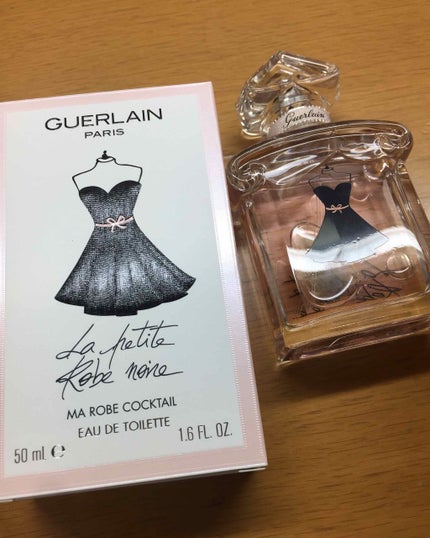 GUERLAIN
PARIS
La petite
Robe noire
MA ROBE COCKTAIL
EAU DE TOILETTE
50 ml e 1.6 FL. OZ.
Guerlain